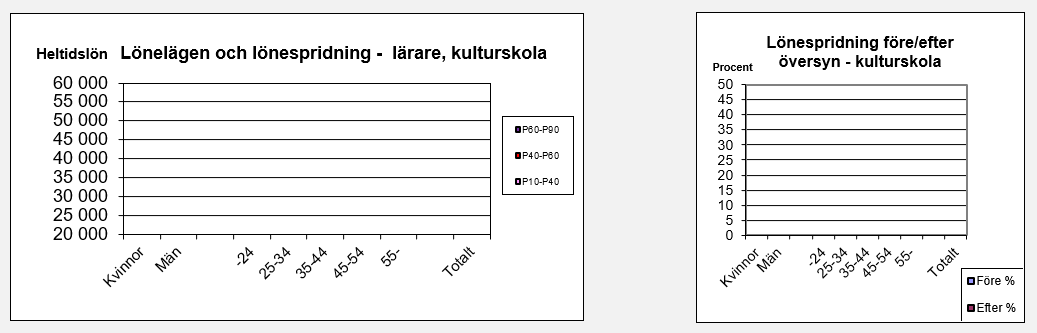 Heltidslön Lönelägen och lönespridning - lärare, kulturskola
60 000
55 000
50 000
45 000
40 000
35 000
30 000
25 000
20 000
Kvinnor Män -24 25-34 35-44 45-54 55- Totalt
P60-P90
P40-P60
P10-P40
Lönespridning före/efter
översyn - kulturskola
Procent
50
45
40
35
30
25
20
15
10
5
0
Kvinnor Män -24 25-34 35-44 45-54 55- Totalt
Före %
Efter %